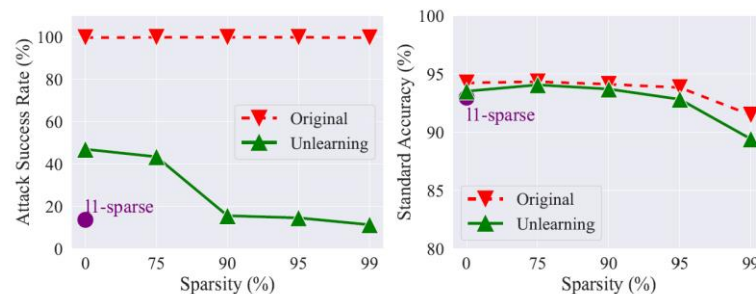 Attack Success Rate (%)
100
80
60
40
20
0
Original
Unlearning
l1-sparse
0 75 90 95 99
Sparsity (%)
Standard Accuracy (%)
95
90
85
80
l1-sparse
Original
Unlearning
0 75 90 95 99
Sparsity (%)